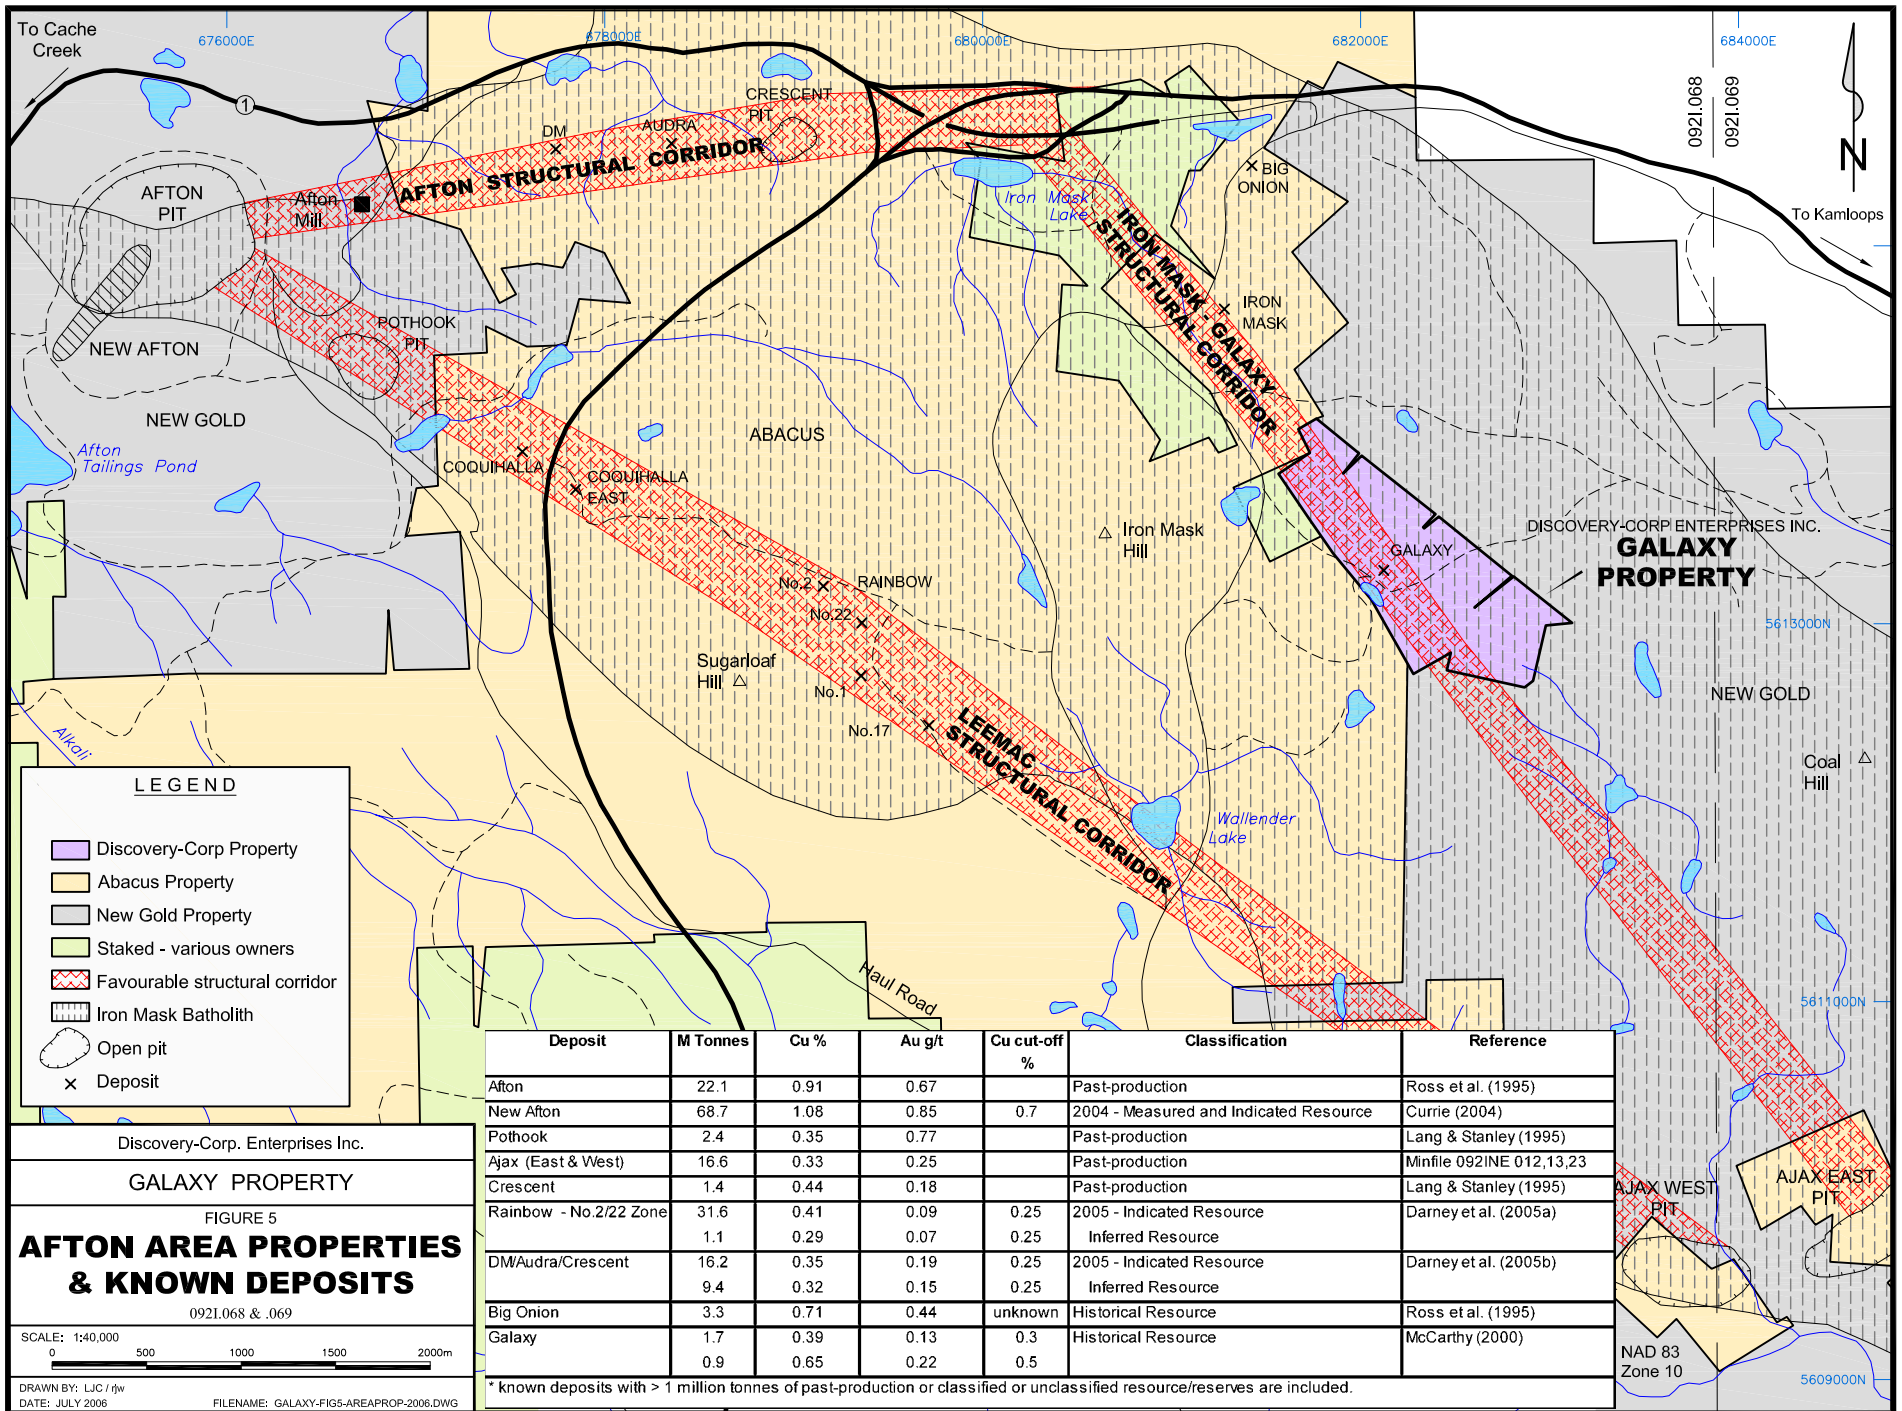 To Cache
Creek
676000E
678000E
680000E
682000E
684000E
092I.068
092I.069
N
To Kamloops
1
CRESCENT
PIT
DM
AUDRA
AFTON STRUCTURAL CORRIDOR
AFTON
PIT
Afton
Mill
BIG
ONION
Iron Mask
Lake
IRON MASK - GALAXY
STRUCTURAL CORRIDOR
IRON
MASK
POTHOOK
PIT
NEW AFTON
NEW GOLD
Afton
Tailings Pond
ABACUS
COQUIHALLA
COQUIHALLA
EAST
Iron Mask
Hill
DISCOVERY-CORP ENTERPRISES INC.
GALAXY
PROPERTY
GALAXY
No.2
RAINBOW
No.22
5613000N
Sugarloaf
Hill
No.1
No.17
NEW GOLD
LEEMAC
STRUCTURAL CORRIDOR
Alkali
Coal
Hill
Wallender
Lake
Haul Road
5611000N
AJAX WEST
PIT
AJAX EAST
PIT
NAD 83
Zone 10
5609000N
LEGEND
Discovery-Corp Property
Abacus Property
New Gold Property
Staked - various owners
Favourable structural corridor
Iron Mask Batholith
Open pit
Deposit
Discovery-Corp. Enterprises Inc.
GALAXY PROPERTY
FIGURE 5
AFTON AREA PROPERTIES
& KNOWN DEPOSITS
092I.068 & .069
SCALE: 1:40,000
0 500 1000 1500 2000m
DRAWN BY: LJC / rjw
DATE: JULY 2006 FILENAME: GALAXY-FIG5-AREAPROP-2006.DWG
Deposit M Tonnes Cu % Au g/t Cu cut-off % Classification Reference
Afton 22.1 0.91 0.67 Past-production Ross et al. (1995)
New Afton 68.7 1.08 0.85 0.7 2004 - Measured and Indicated Resource Currie (2004)
Pothook 2.4 0.35 0.77 Past-production Lang & Stanley (1995)
Ajax (East & West) 16.6 0.33 0.25 Past-production Minfile 092INE 012,13,23
Crescent 1.4 0.44 0.18 Past-production Lang & Stanley (1995)
Rainbow - No.2/22 Zone 31.6 0.41 0.09 0.25 2005 - Indicated Resource Darney et al. (2005a)
1.1 0.29 0.07 0.25 Inferred Resource
DM/Audra/Crescent 16.2 0.35 0.19 0.25 2005 - Indicated Resource Darney et al. (2005b)
9.4 0.32 0.15 0.25 Inferred Resource
Big Onion 3.3 0.71 0.44 unknown Historical Resource Ross et al. (1995)
Galaxy 1.7 0.39 0.13 0.3 Historical Resource McCarthy (2000)
0.9 0.65 0.22 0.5
* known deposits with > 1 million tonnes of past-production or classified or unclassified resource/reserves are included.